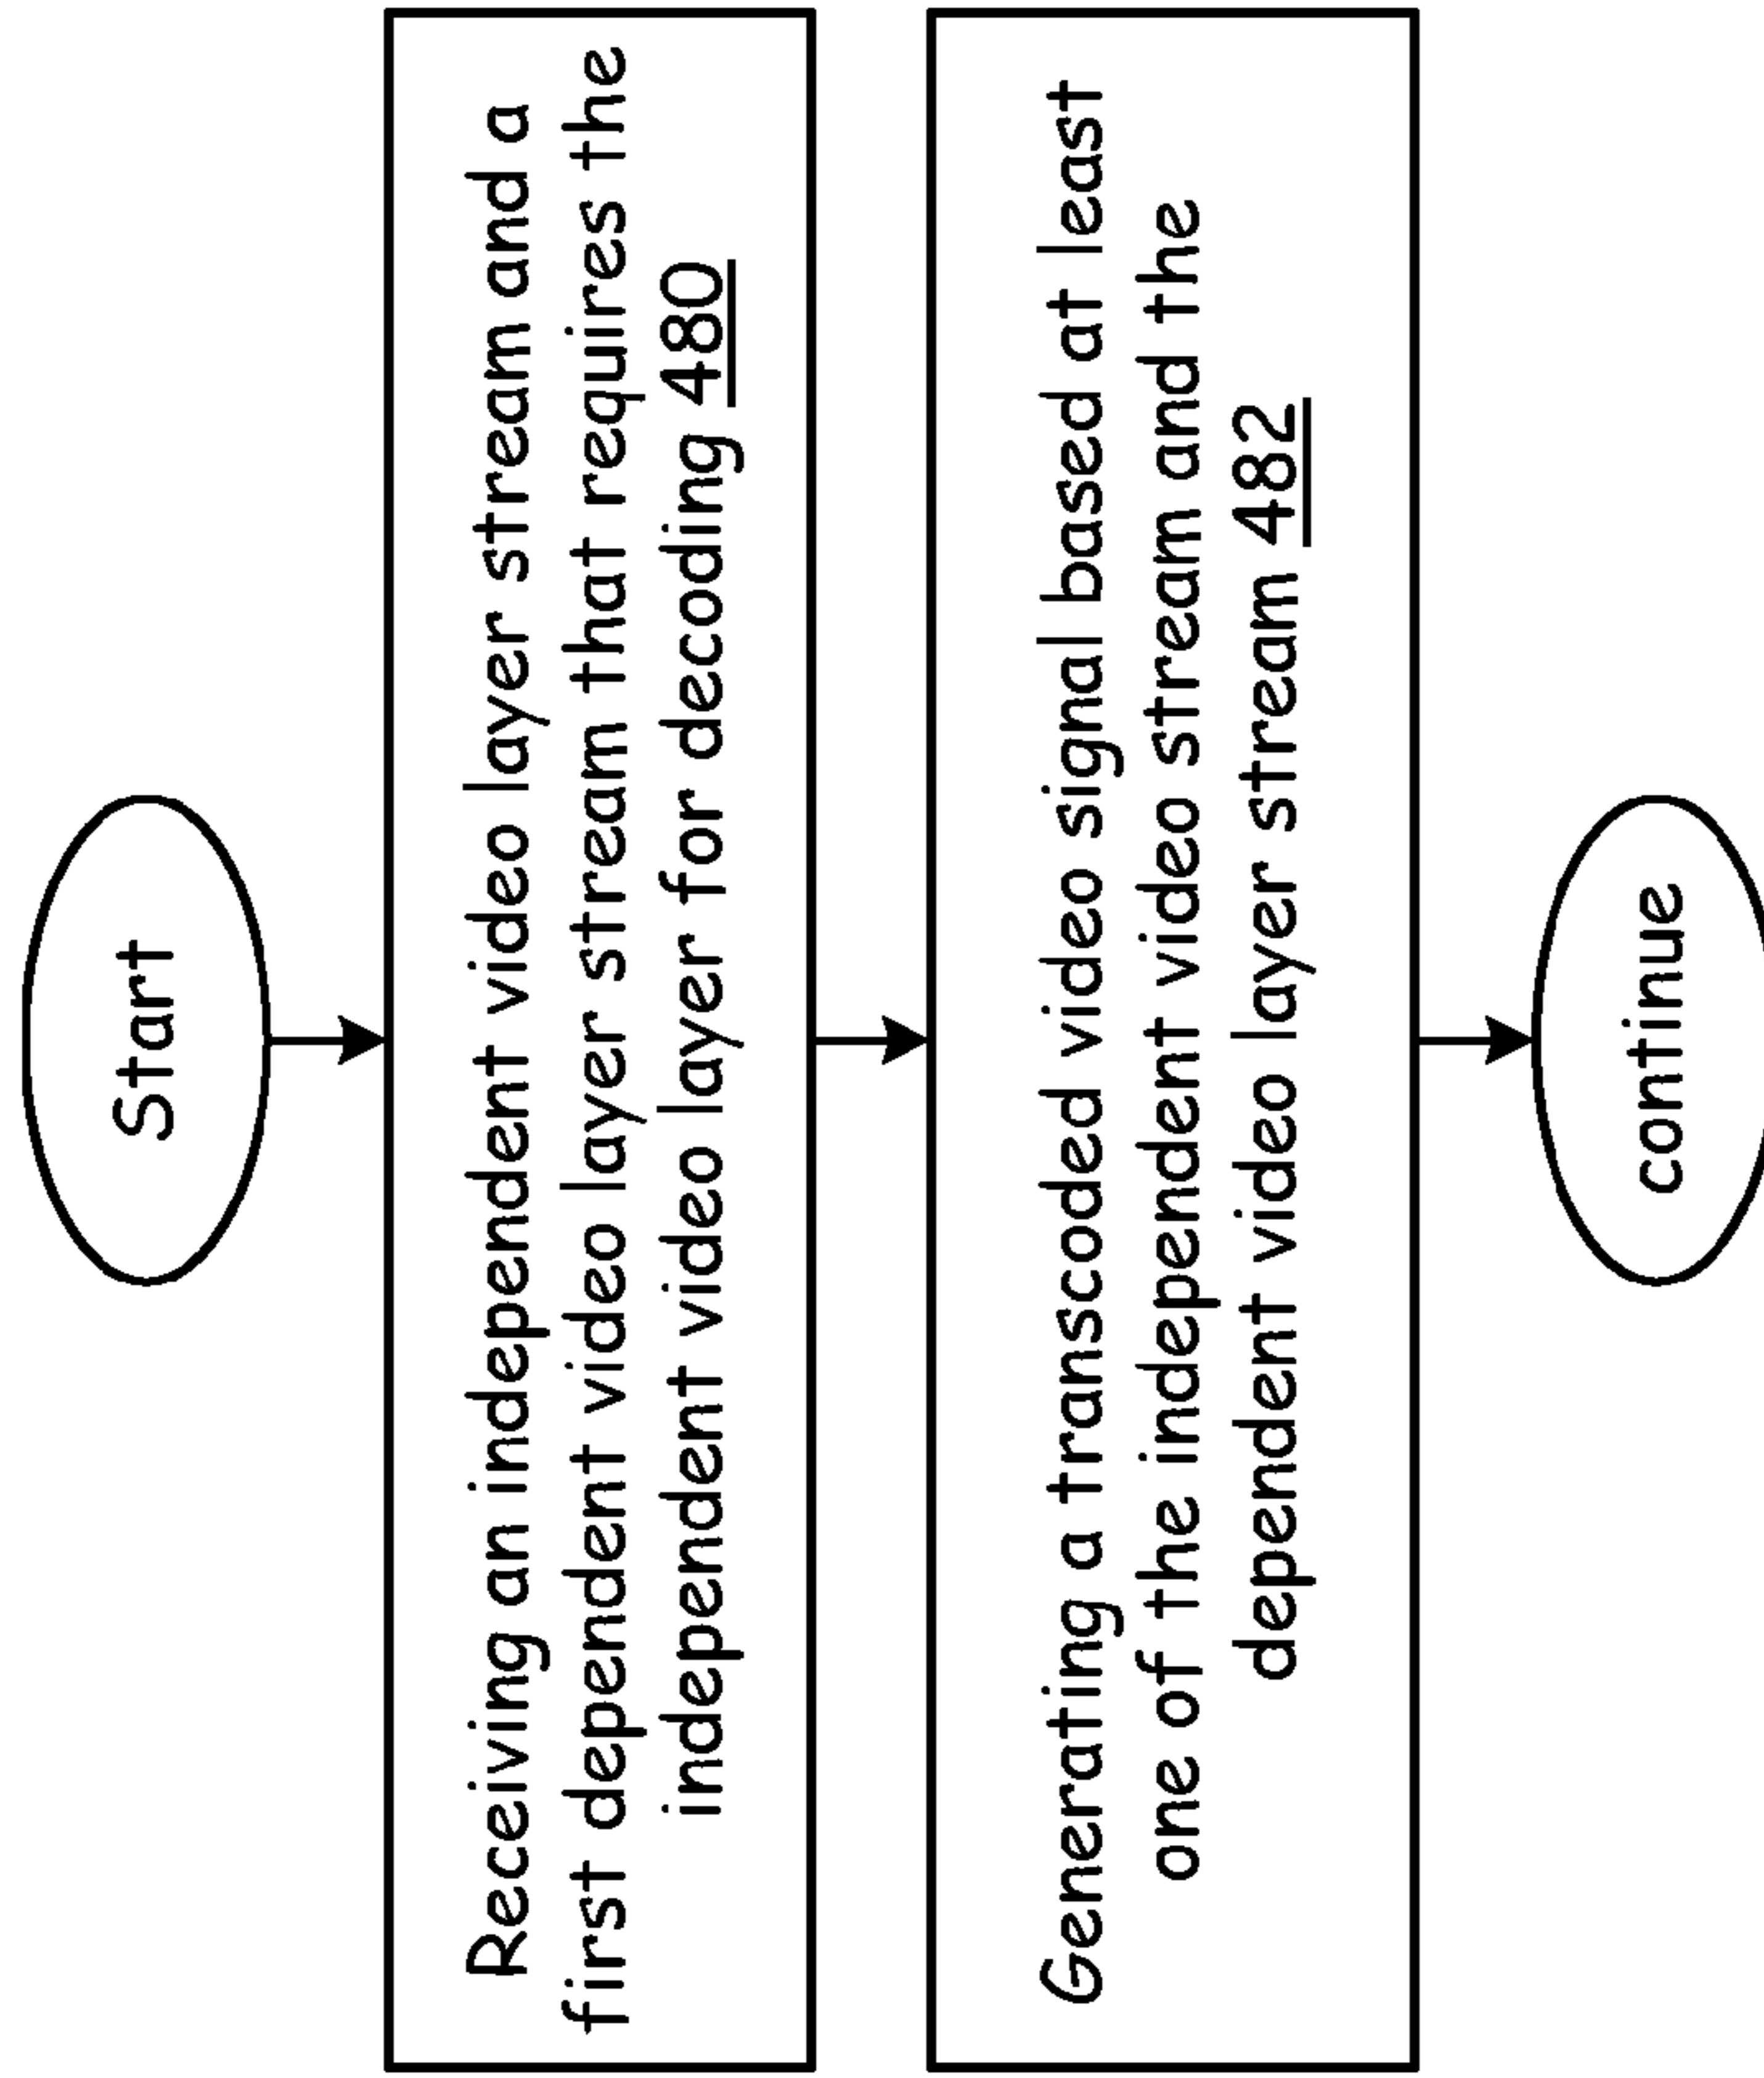 Start
Receiving an independent video layer stream and a
first dependent video layer stream that requires the
independent video layer for decoding 480
Generating a transcoded video signal based at least
one of the independent video stream and the
dependent video layer stream 482
continue